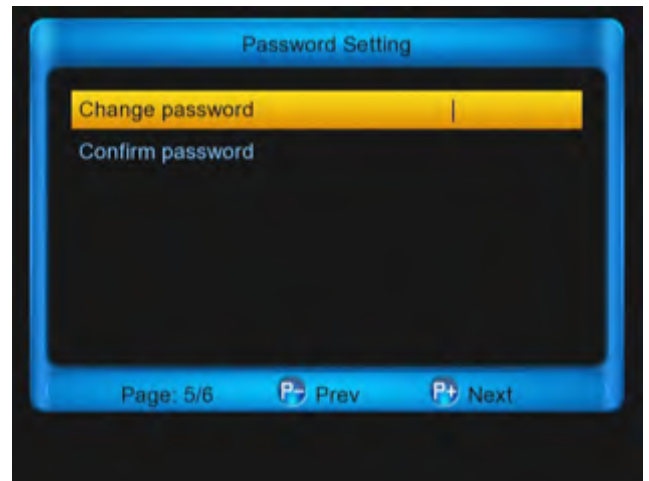 Password Setting
Change password
Confirm password
Page: 5/6 P- Prev P+ Next